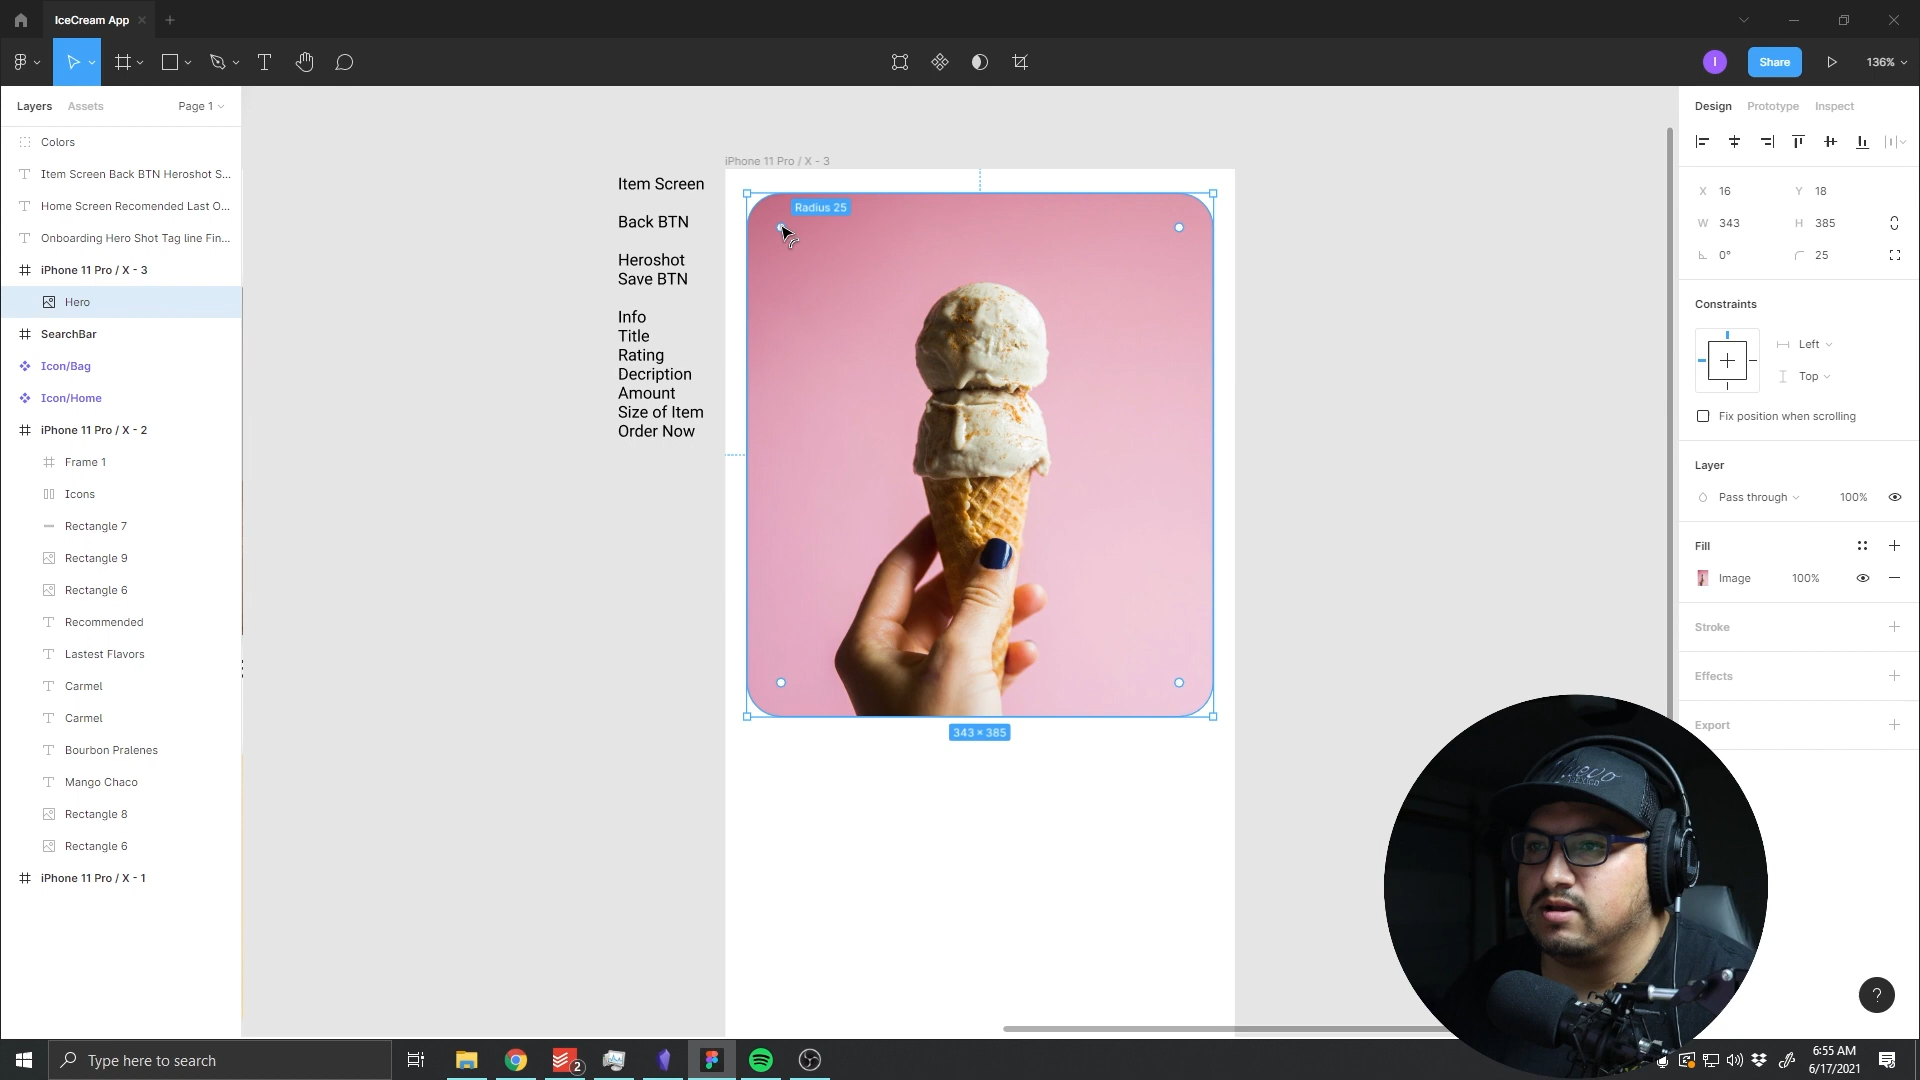 IceCream App
Share
136%
Layers
Assets
Page 1
Colors
Item Screen Back BTN Heroshot S...
Home Screen Recomended Last O...
Onboarding Hero Shot Tag line Fin...
iPhone 11 Pro / X - 3
Hero
SearchBar
Icon/Bag
Icon/Home
iPhone 11 Pro / X - 2
Frame 1
Icons
Rectangle 7
Rectangle 9
Rectangle 6
Recommended
Lastest Flavors
Carmel
Carmel
Bourbon Pralenes
Mango Chaco
Rectangle 8
Rectangle 6
iPhone 11 Pro / X - 1
iPhone 11 Pro / X - 3
Item Screen
Back BTN
Heroshot
Save BTN
Info
Title
Rating
Decription
Amount
Size of Item
Order Now
Radius 25
343 × 385
Design
Prototype
Inspect
X 16
Y 18
W 343
H 385
0°
25
Constraints
Left
Top
Fix position when scrolling
Layer
Pass through
100%
Fill
Image
100%
Stroke
Effects
Export
?
Type here to search
2
6:55 AM
6/17/2021